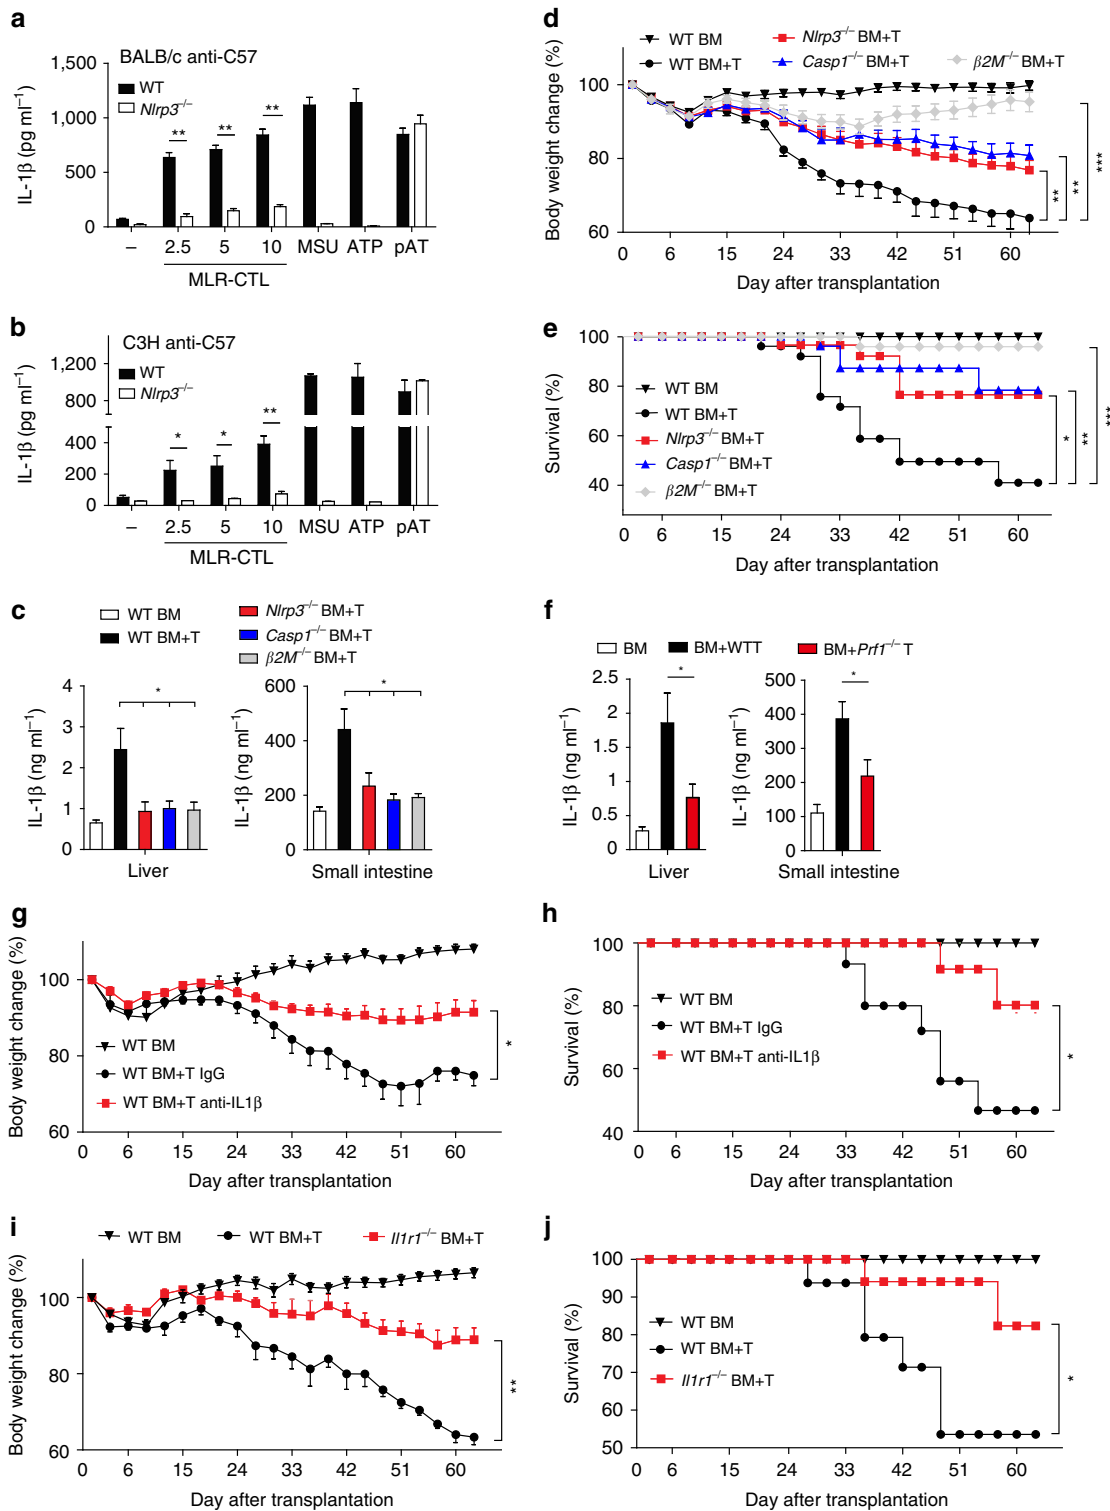 a
BALB/c anti-C57
WT
Nlrp3−/−
IL-1β (pg ml−1)
1,500
1,000
500
0
** ** **
– 2.5 5 10 MSU ATP pAT
MLR-CTL
b
C3H anti-C57
WT
Nlrp3−/−
IL-1β (pg ml−1)
1,200
800
400
200
0
* * **
– 2.5 5 10 MSU ATP pAT
MLR-CTL
c
WT BM
WT BM+T
Nlrp3−/− BM+T
Casp1−/− BM+T
β2M−/− BM+T
IL-1β (ng ml−1)
4
3
2
1
0
*
Liver
IL-1β (ng ml−1)
600
400
200
0
*
Small intestine
d
WT BM
WT BM+T
Nlrp3−/− BM+T
Casp1−/− BM+T
β2M−/− BM+T
Body weight change (%)
100
80
60
** ** ***
0 6 15 24 33 42 51 60
Day after transplantation
e
Survival (%)
100
80
60
40
WT BM
WT BM+T
Nlrp3−/− BM+T
Casp1−/− BM+T
β2M−/− BM+T
* ** ***
0 6 15 24 33 42 51 60
Day after transplantation
f
BM BM+WTT BM+Prf1−/− T
IL-1β (ng ml−1)
2.5
2
1.5
1
0.5
0
*
Liver
IL-1β (ng ml−1)
500
400
300
200
100
0
*
Small intestine
g
Body weight change (%)
100
80
60
WT BM
WT BM+T IgG
WT BM+T anti-IL1β
*
0 6 15 24 33 42 51 60
Day after transplantation
h
Survival (%)
100
80
60
40
WT BM
WT BM+T IgG
WT BM+T anti-IL1β
*
0 6 15 24 33 42 51 60
Day after transplantation
i
WT BM WT BM+T Il1r1−/− BM+T
Body weight change (%)
100
80
60
**
0 6 15 24 33 42 51 60
Day after transplantation
j
Survival (%)
100
90
80
70
60
50
WT BM
WT BM+T
Il1r1−/− BM+T
*
0 6 15 24 33 42 51 60
Day after transplantation